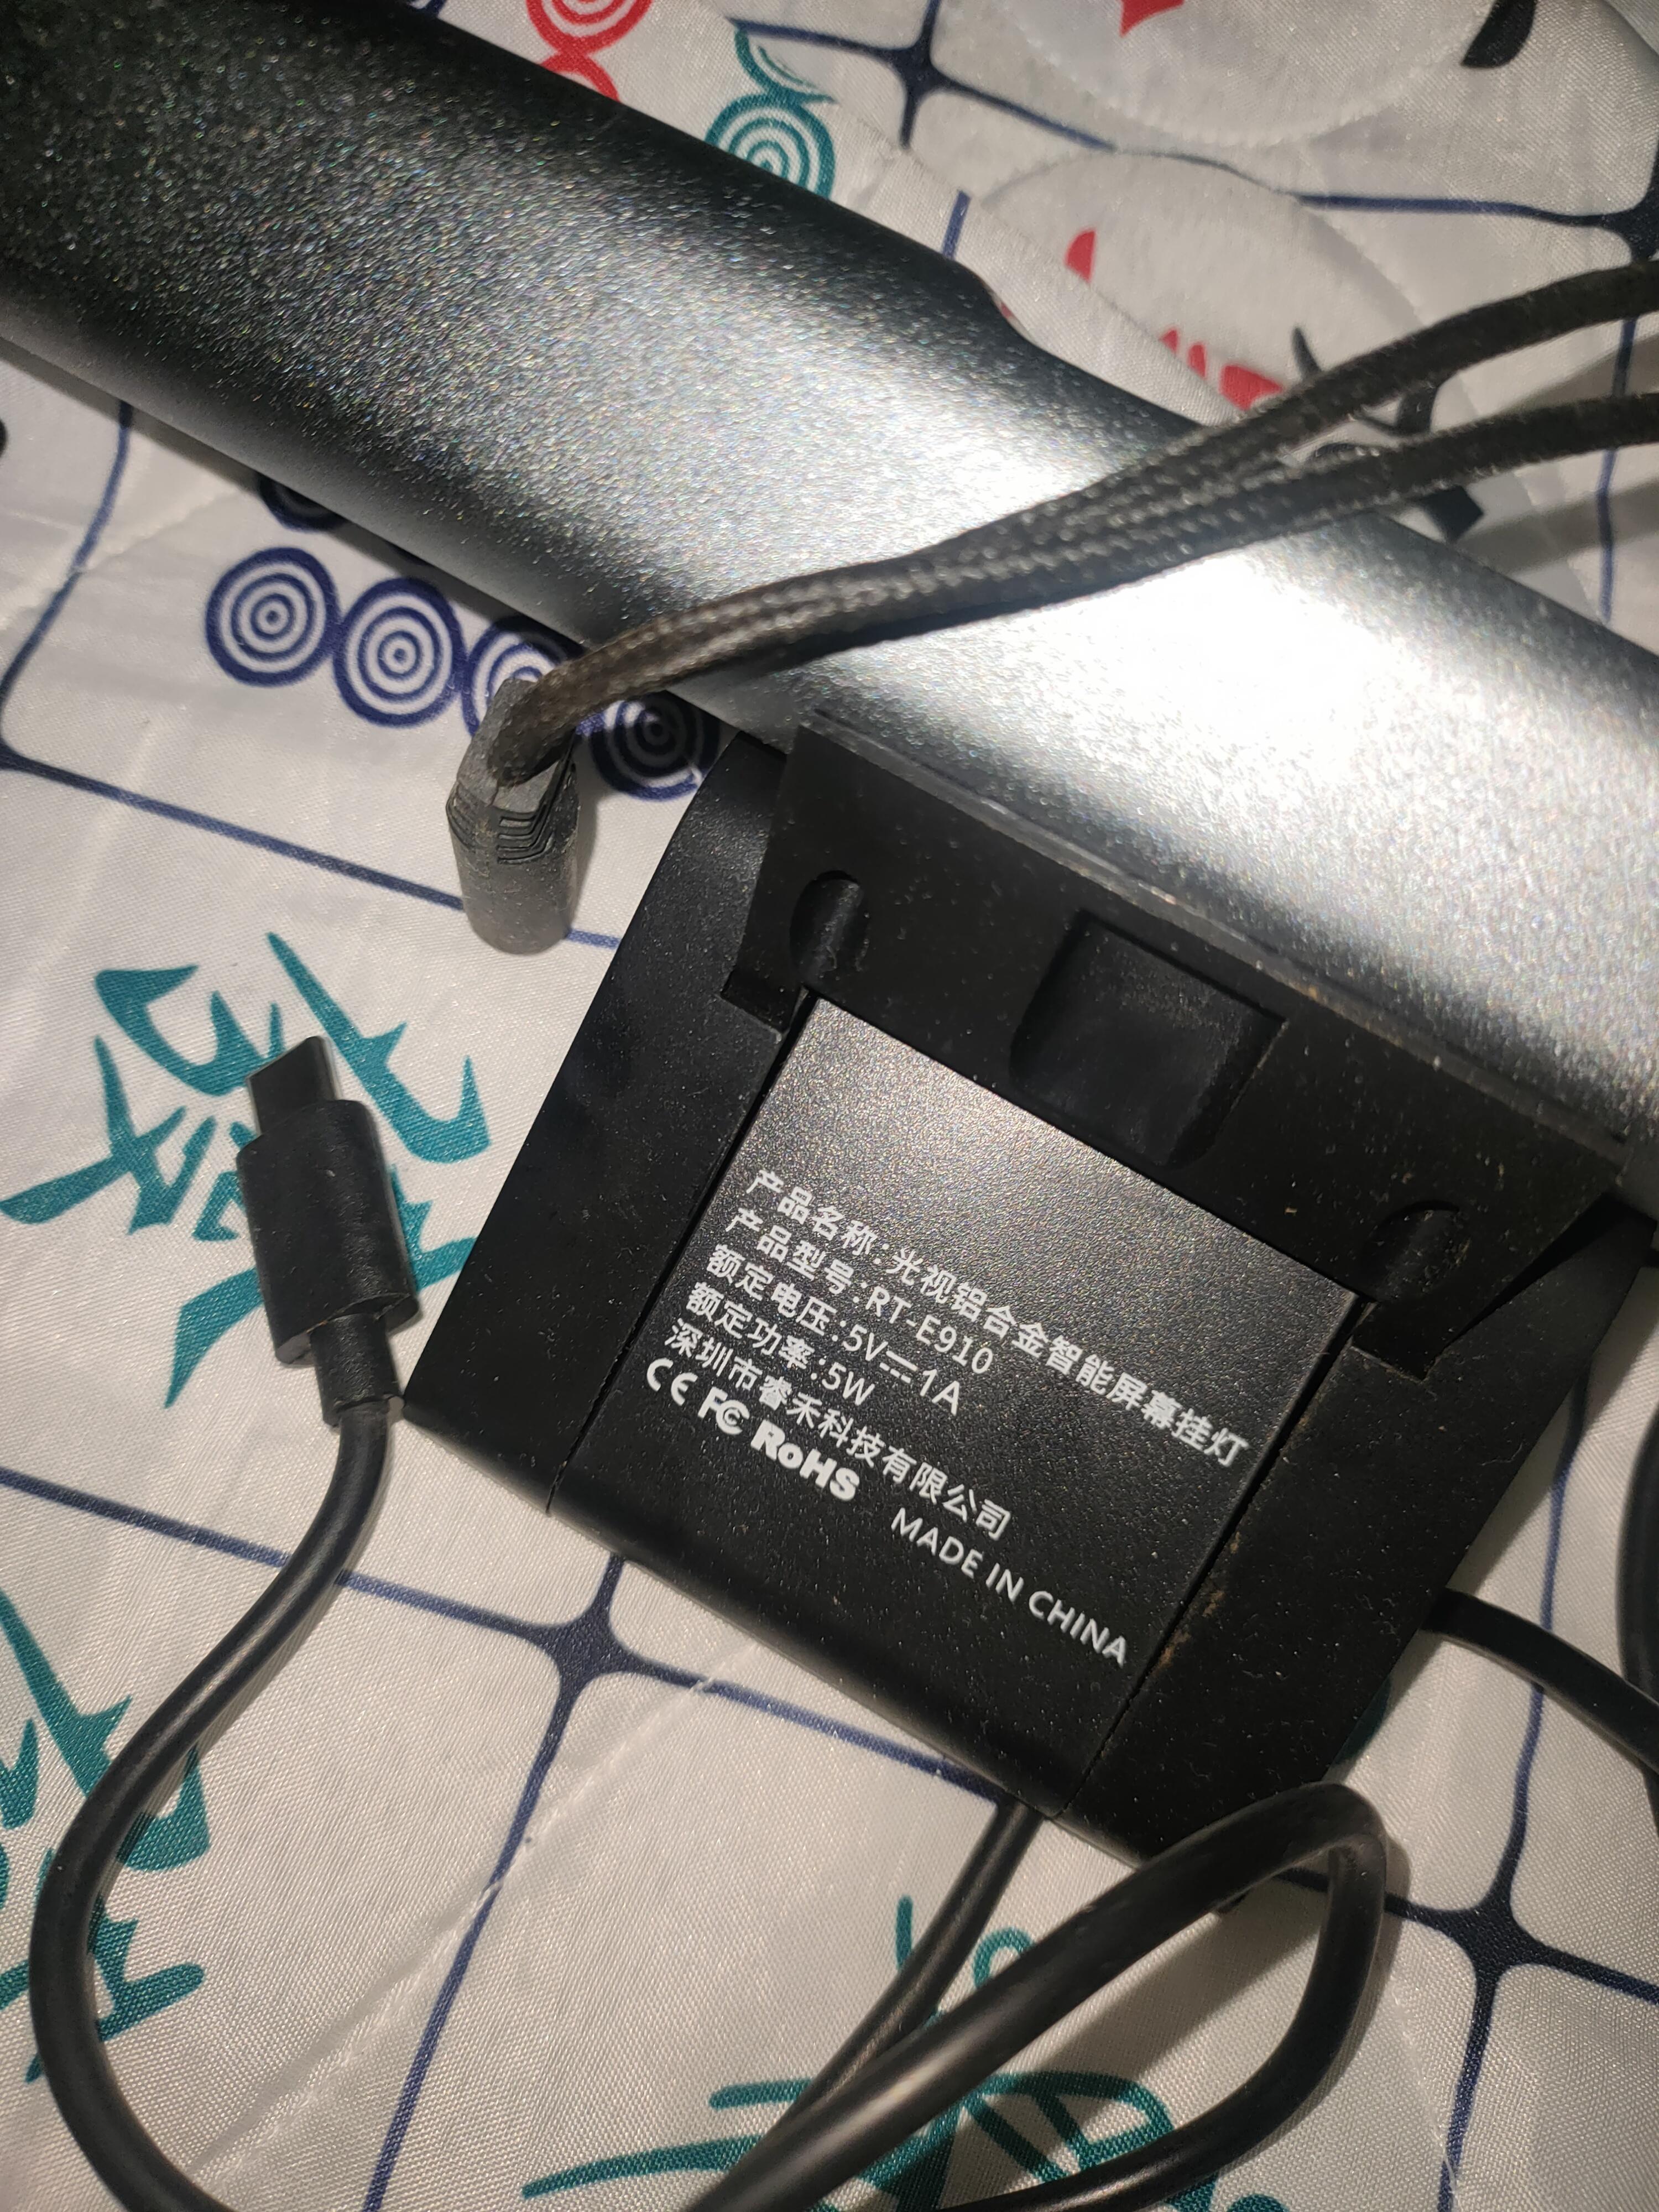 产品名称:光视铝合金智能屏幕挂灯
产品型号:RT-E910
额定电压:5V⎓1A
额定功率:5W
深圳市睿禾科技有限公司
CE FC RoHS MADE IN CHINA
發